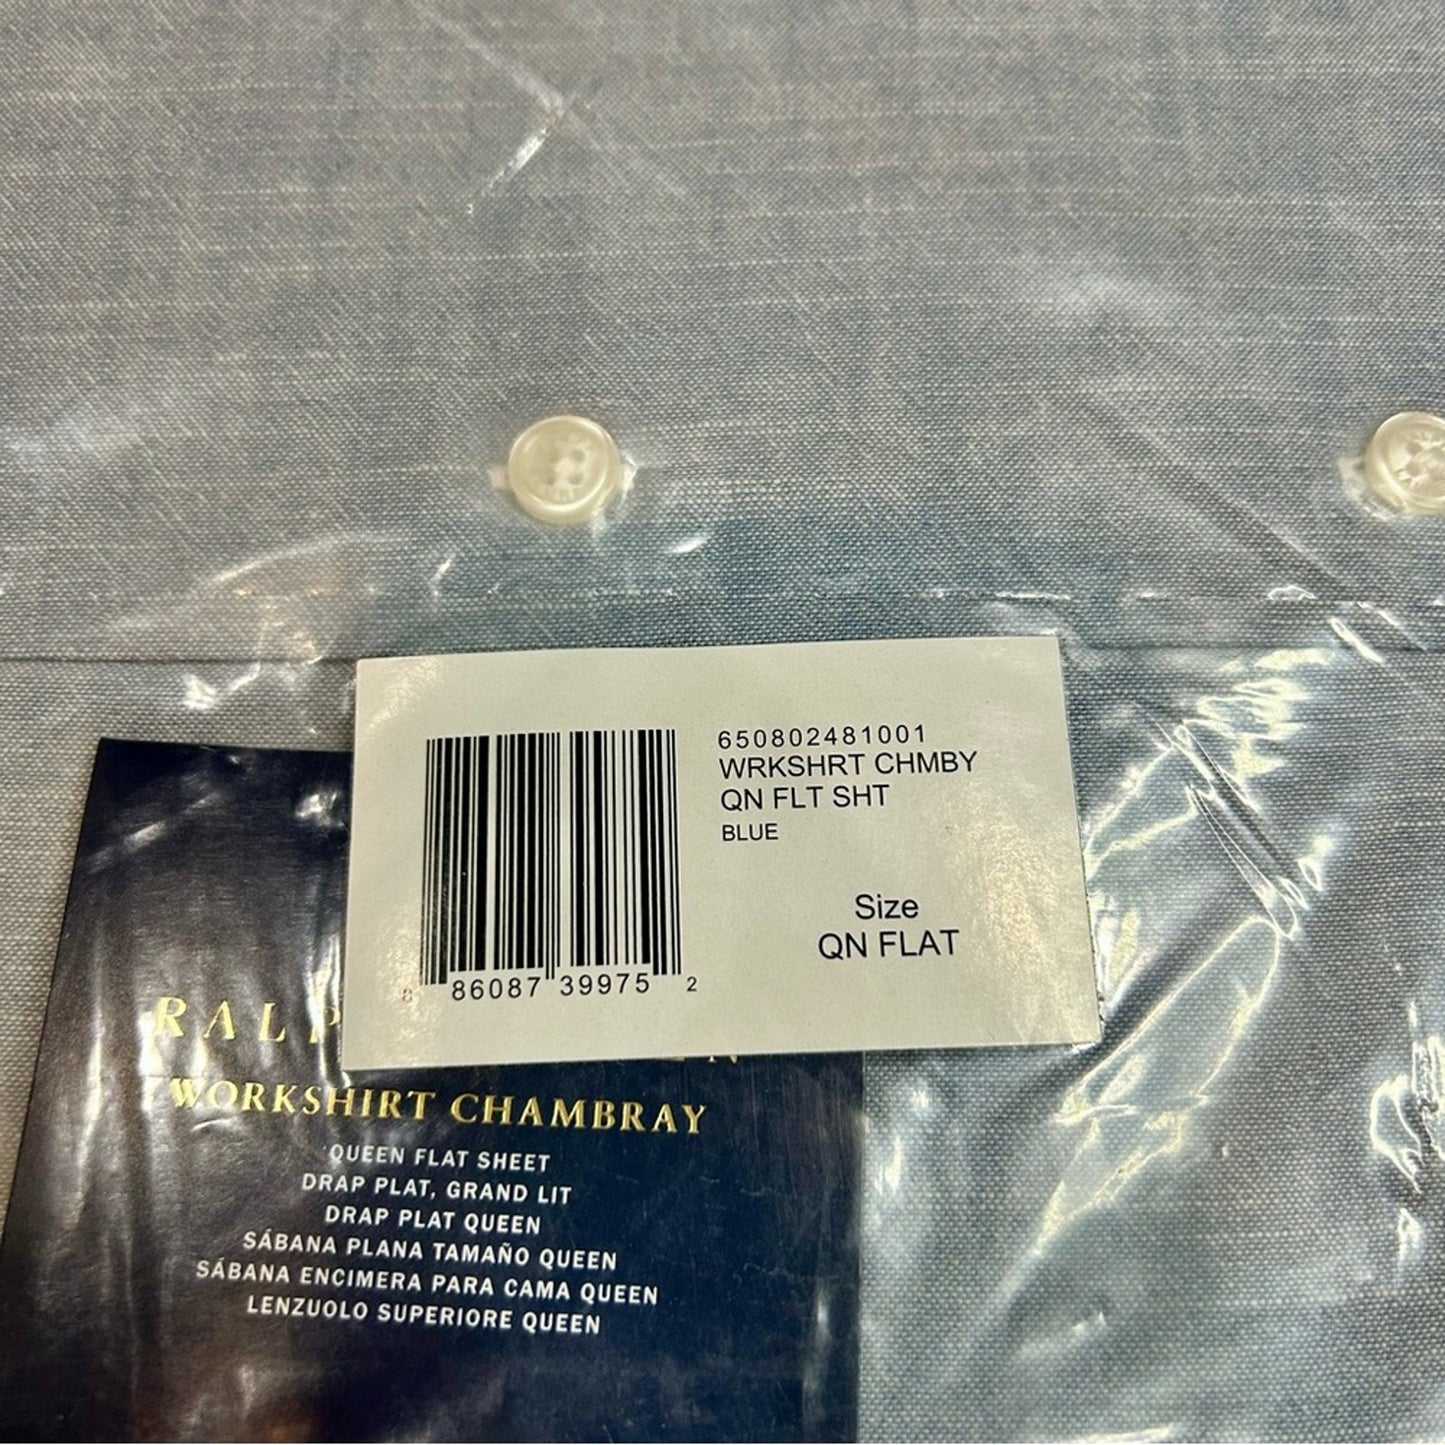 650802481001
WRKSHRT CHMBY
QN FLT SHT
BLUE
Size
QN FLAT
8 86087 39975 2
RALP N
WORKSHIRT CHAMBRAY
QUEEN FLAT SHEET
DRAP PLAT, GRAND LIT
DRAP PLAT QUEEN
SÁBANA PLANA TAMAÑO QUEEN
SÁBANA ENCIMERA PARA CAMA QUEEN
LENZUOLO SUPERIORE QUEEN